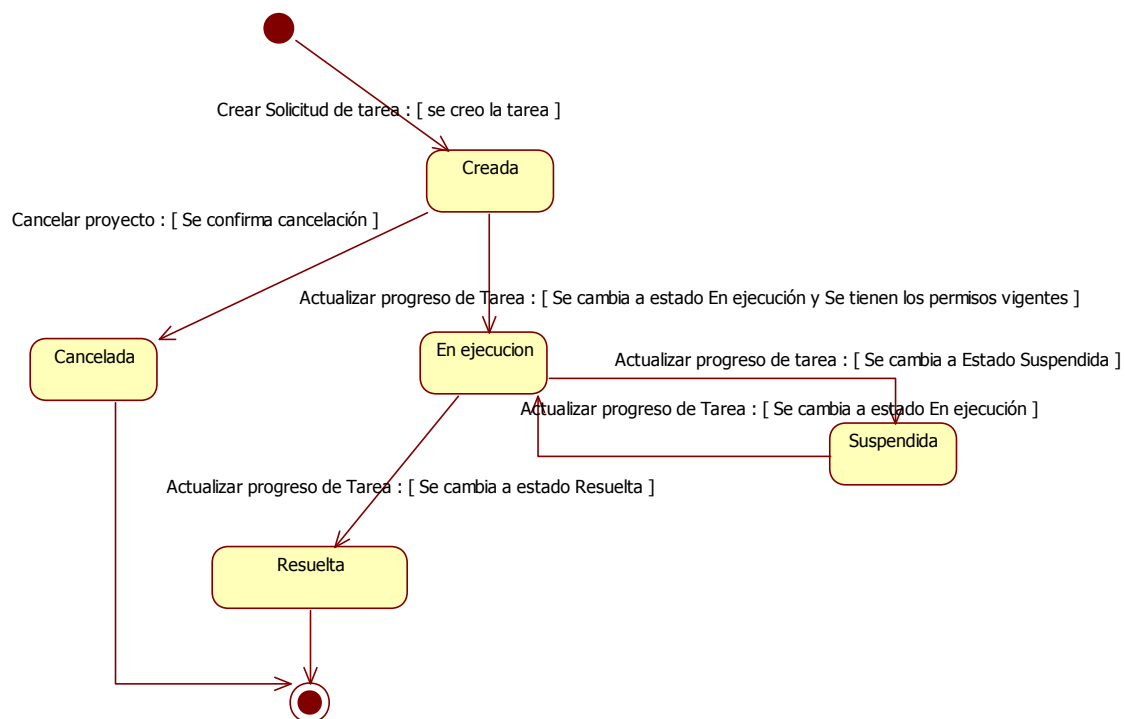 Crear Solicitud de tarea : [ se creo la tarea ]
Creada
Cancelar proyecto : [ Se confirma cancelación ]
Actualizar progreso de Tarea : [ Se cambia a estado En ejecución y Se tienen los permisos vigentes ]
Cancelada
En ejecucion
Actualizar progreso de tarea : [ Se cambia a Estado Suspendida ]
Actualizar progreso de Tarea : [ Se cambia a estado En ejecución ]
Suspendida
Actualizar progreso de Tarea : [ Se cambia a estado Resuelta ]
Resuelta